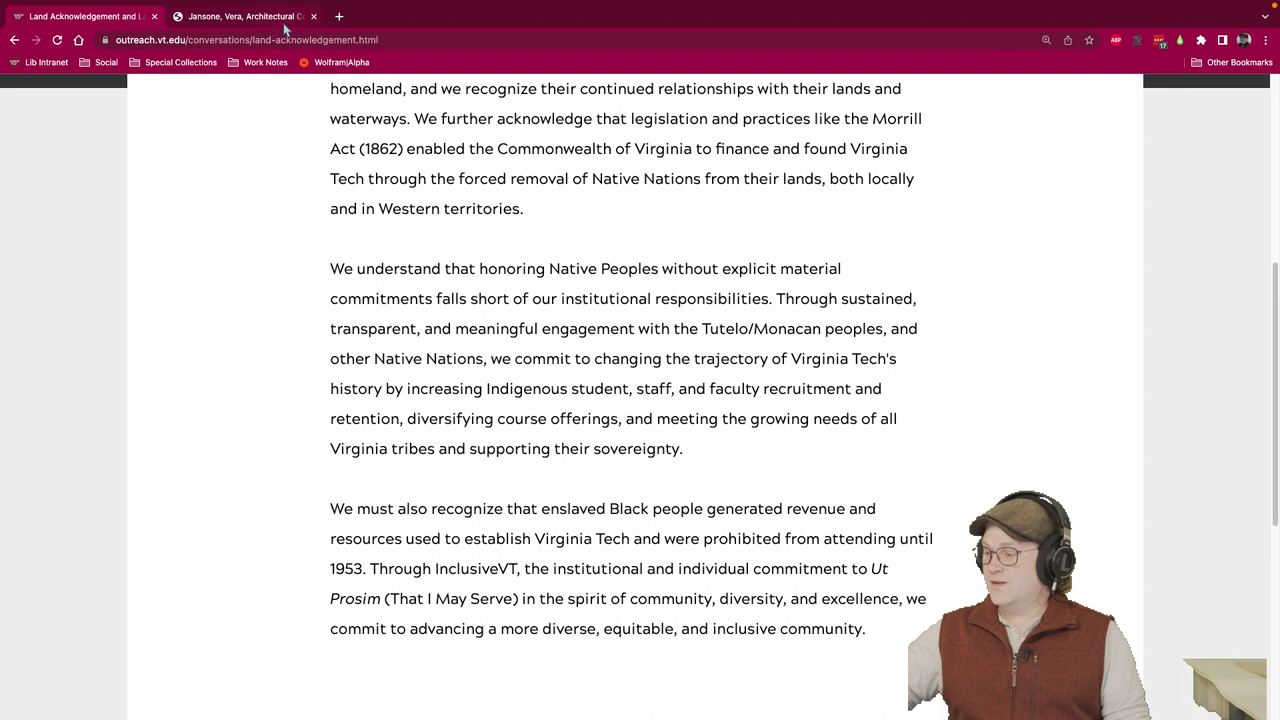 Land Acknowledgement and La
Jansone, Vera, Architectural Co
outreach.vt.edu/conversations/land-acknowledgement.html
ABP
17
Lib Intranet
Social
Special Collections
Work Notes
Wolfram|Alpha
Other Bookmarks
homeland, and we recognize their continued relationships with their lands and
waterways. We further acknowledge that legislation and practices like the Morrill
Act (1862) enabled the Commonwealth of Virginia to finance and found Virginia
Tech through the forced removal of Native Nations from their lands, both locally
and in Western territories.
We understand that honoring Native Peoples without explicit material
commitments falls short of our institutional responsibilities. Through sustained,
transparent, and meaningful engagement with the Tutelo/Monacan peoples, and
other Native Nations, we commit to changing the trajectory of Virginia Tech's
history by increasing Indigenous student, staff, and faculty recruitment and
retention, diversifying course offerings, and meeting the growing needs of all
Virginia tribes and supporting their sovereignty.
We must also recognize that enslaved Black people generated revenue and
resources used to establish Virginia Tech and were prohibited from attending until
1953. Through InclusiveVT, the institutional and individual commitment to Ut
Prosim (That I May Serve) in the spirit of community, diversity, and excellence, we
commit to advancing a more diverse, equitable, and inclusive community.